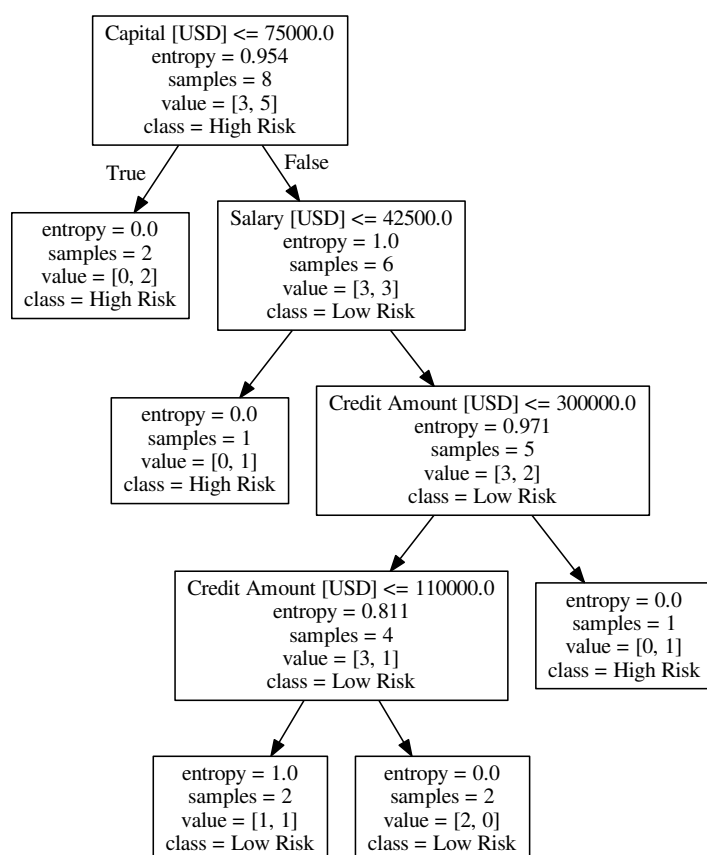 Capital [USD] <= 75000.0
entropy = 0.954
samples = 8
value = [3, 5]
class = High Risk
True
False
entropy = 0.0
samples = 2
value = [0, 2]
class = High Risk
Salary [USD] <= 42500.0
entropy = 1.0
samples = 6
value = [3, 3]
class = Low Risk
entropy = 0.0
samples = 1
value = [0, 1]
class = High Risk
Credit Amount [USD] <= 300000.0
entropy = 0.971
samples = 5
value = [3, 2]
class = Low Risk
Credit Amount [USD] <= 110000.0
entropy = 0.811
samples = 4
value = [3, 1]
class = Low Risk
entropy = 0.0
samples = 1
value = [0, 1]
class = High Risk
entropy = 1.0
samples = 2
value = [1, 1]
class = Low Risk
entropy = 0.0
samples = 2
value = [2, 0]
class = Low Risk